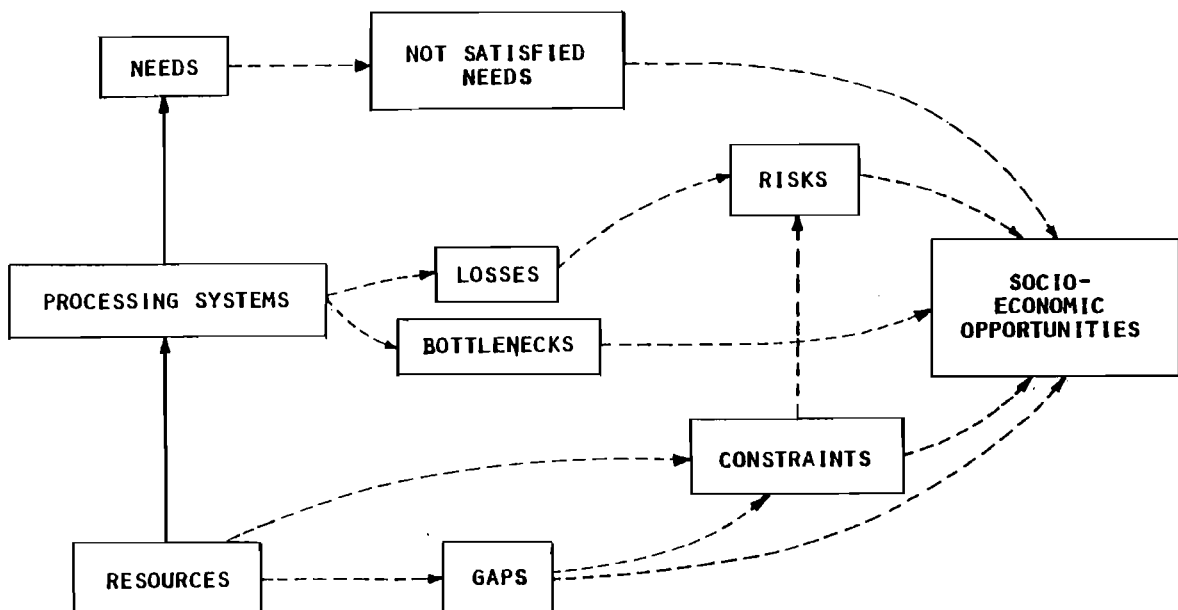 NEEDS
NOT SATISFIED
NEEDS
RISKS
LOSSES
PROCESSING SYSTEMS
BOTTLENECKS
SOCIO-
ECONOMIC
OPPORTUNITIES
CONSTRAINTS
RESOURCES
GAPS